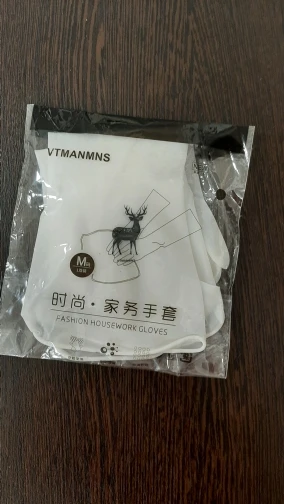 VTMANMNS
M
时尚·家务手套
FASHION HOUSEWORK GLOVES